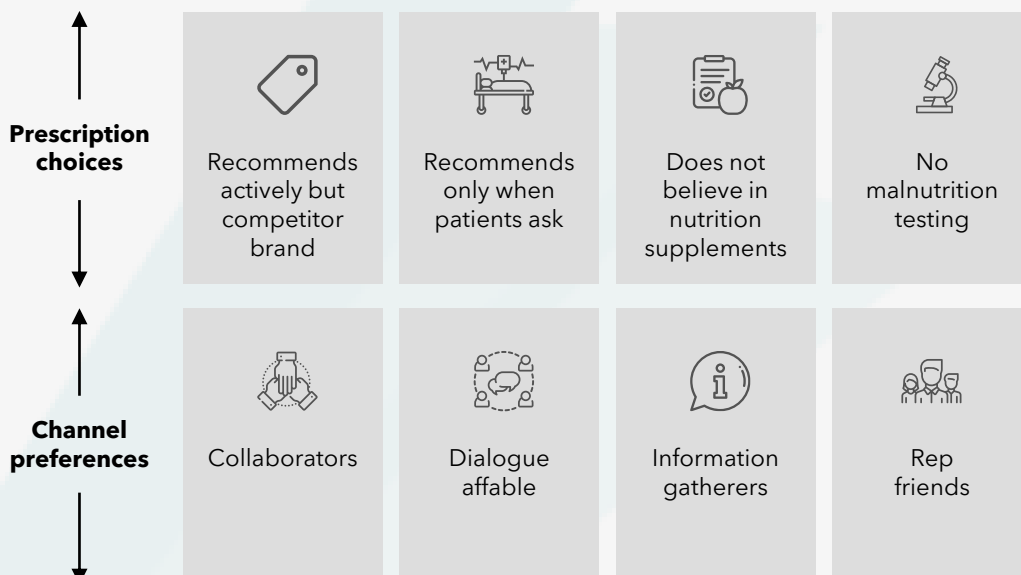 Prescription
choices
Recommends
actively but
competitor
brand
Recommends
only when
patients ask
Does not
believe in
nutrition
supplements
No
malnutrition
testing
Channel
preferences
Collaborators
Dialogue
affable
Information
gatherers
Rep
friends